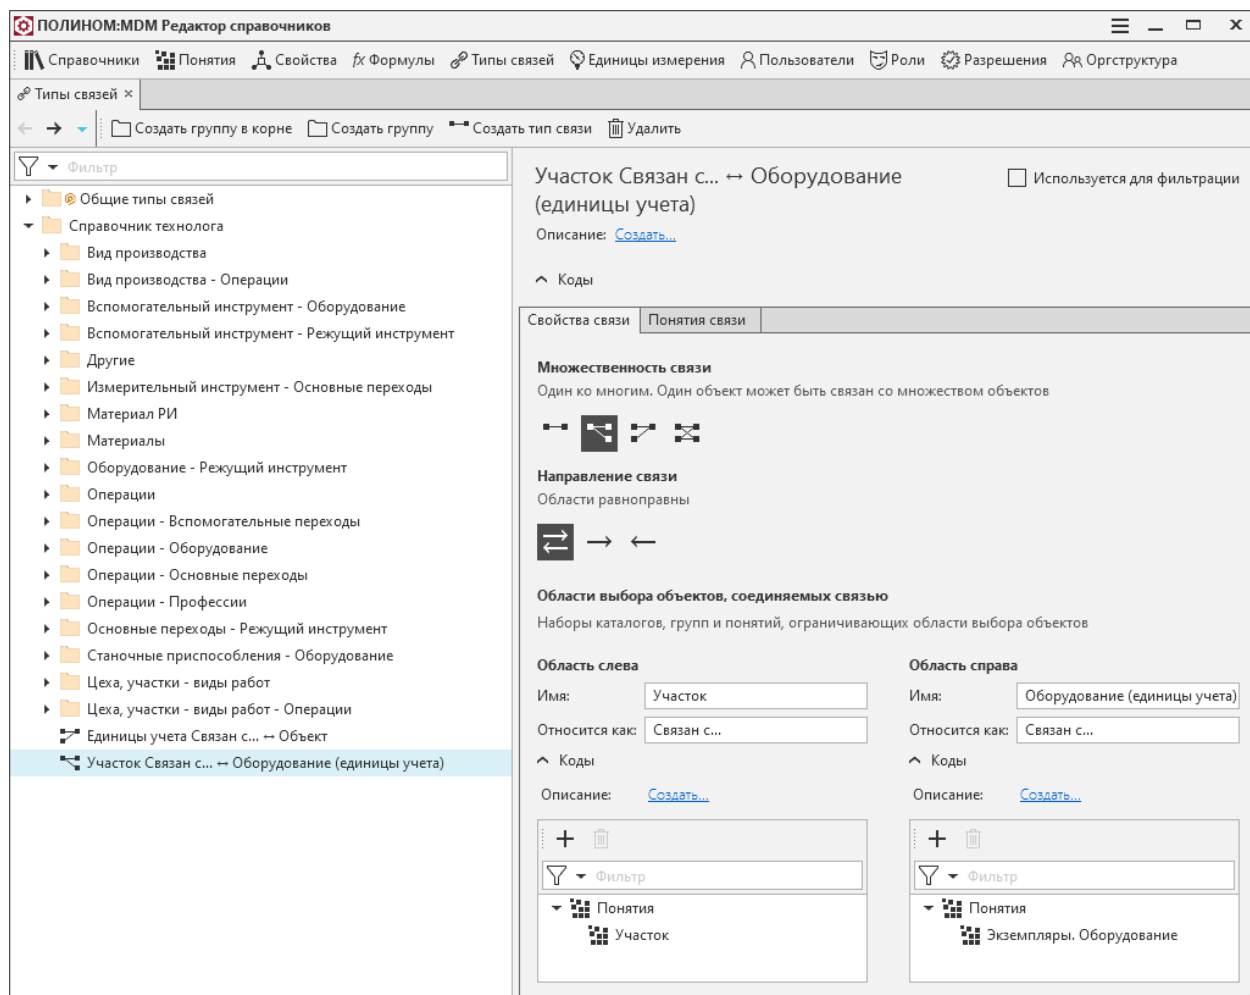 ПОЛИНОМ:MDM Редактор справочников
Справочники Понятия Свойства fx Формулы Типы связей Единицы измерения Пользователи Роли Разрешения Оргструктура
Типы связей ×
Создать группу в корне Создать группу Создать тип связи Удалить
Фильтр
Общие типы связей
Справочник технолога
Вид производства
Вид производства - Операции
Вспомогательный инструмент - Оборудование
Вспомогательный инструмент - Режущий инструмент
Другие
Измерительный инструмент - Основные переходы
Материал РИ
Материалы
Оборудование - Режущий инструмент
Операции
Операции - Вспомогательные переходы
Операции - Оборудование
Операции - Основные переходы
Операции - Профессии
Основные переходы - Режущий инструмент
Станочные приспособления - Оборудование
Цеха, участки - виды работ
Цеха, участки - виды работ - Операции
Единицы учета Связан с... ↔ Объект
Участок Связан с... ↔ Оборудование (единицы учета)
Участок Связан с... ↔ Оборудование
(единицы учета)
Используется для фильтрации
Описание: Создать...
Коды
Свойства связи Понятия связи
Множественность связи
Один ко многим. Один объект может быть связан со множеством объектов
Направление связи
Области равноправны
Области выбора объектов, соединяемых связью
Наборы каталогов, групп и понятий, ограничивающих области выбора объектов
Область слева
Имя: Участок
Относится как: Связан с...
Коды
Описание: Создать...
Фильтр
Понятия
Участок
Область справа
Имя: Оборудование (единицы учета)
Относится как: Связан с...
Коды
Описание: Создать...
Фильтр
Понятия
Экземпляры. Оборудование